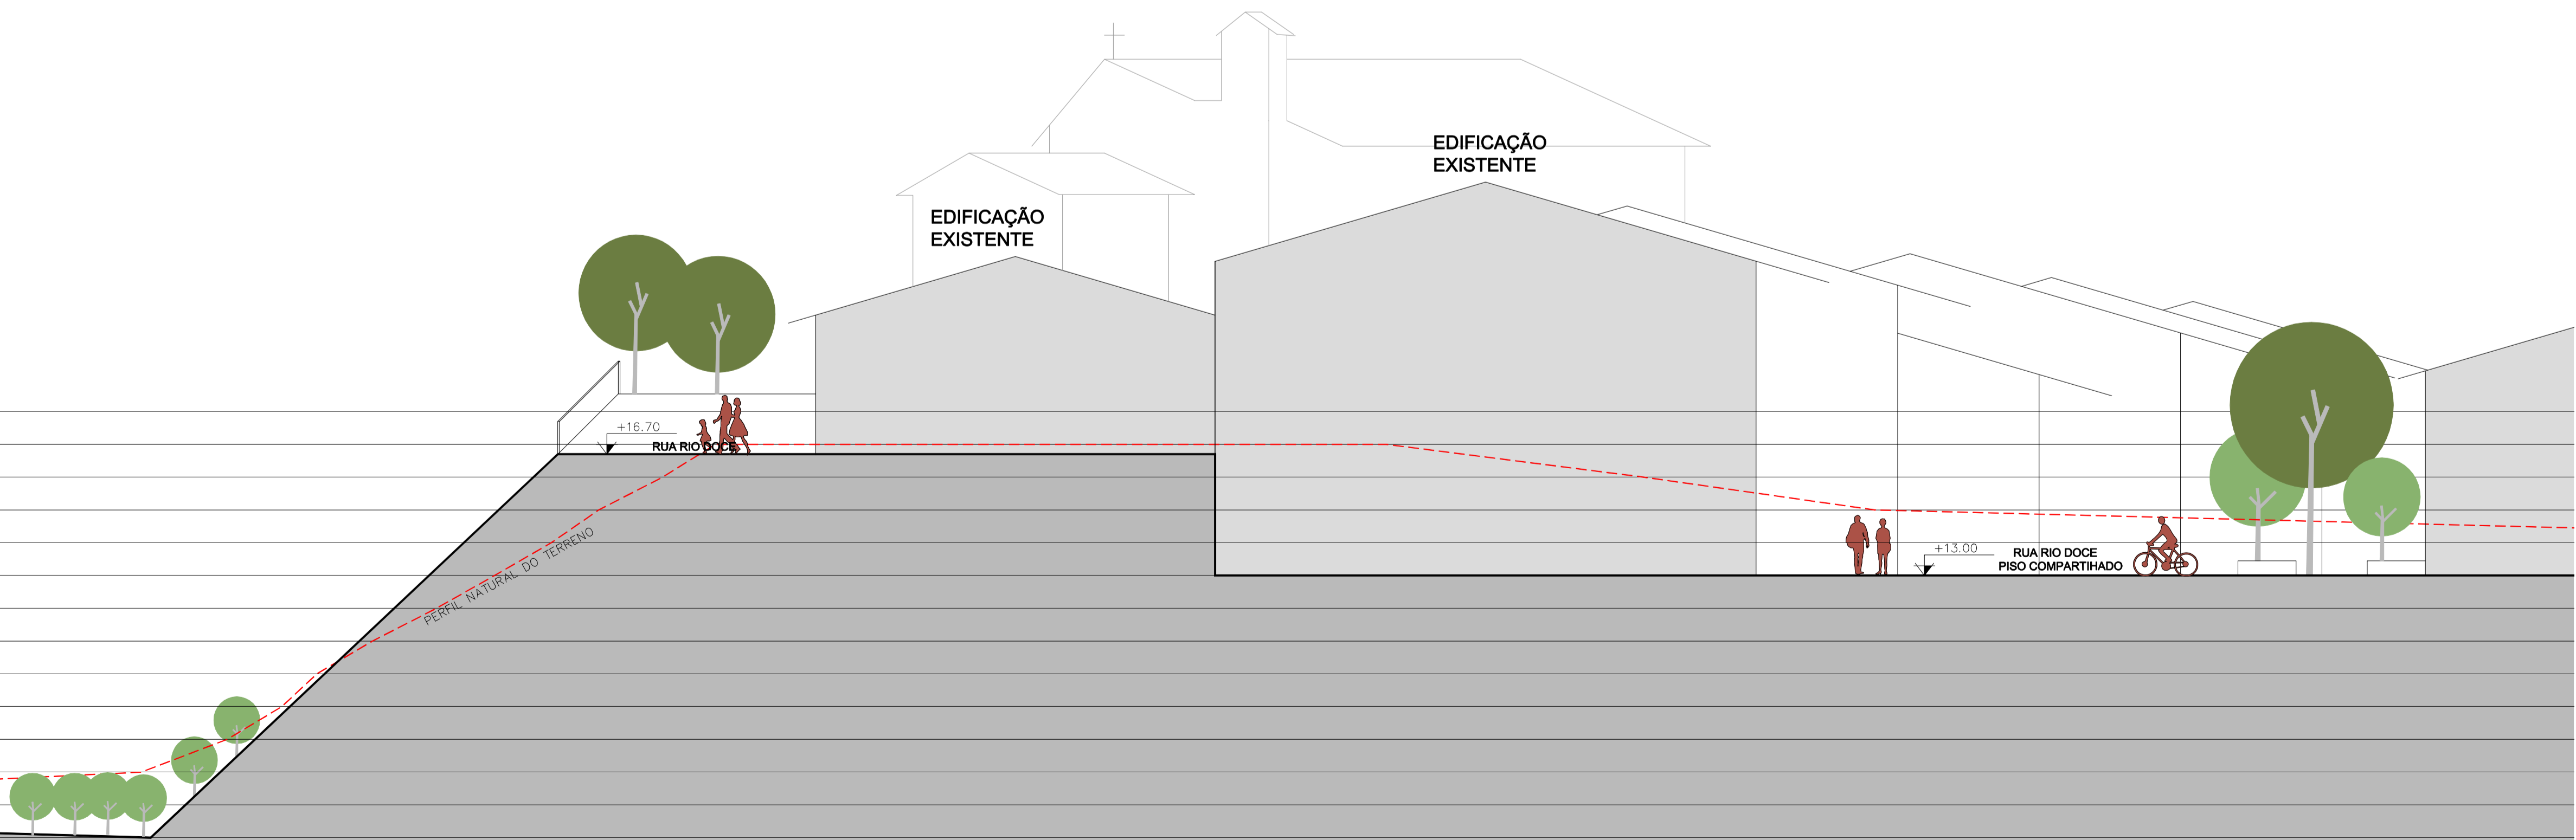 EDIFICAÇÃO
EXISTENTE
EDIFICAÇÃO
EXISTENTE
+16.70
RUA RIO DOCE
PERFIL NATURAL DO TERRENO
+13.00
RUA RIO DOCE
PISO COMPARTIHADO